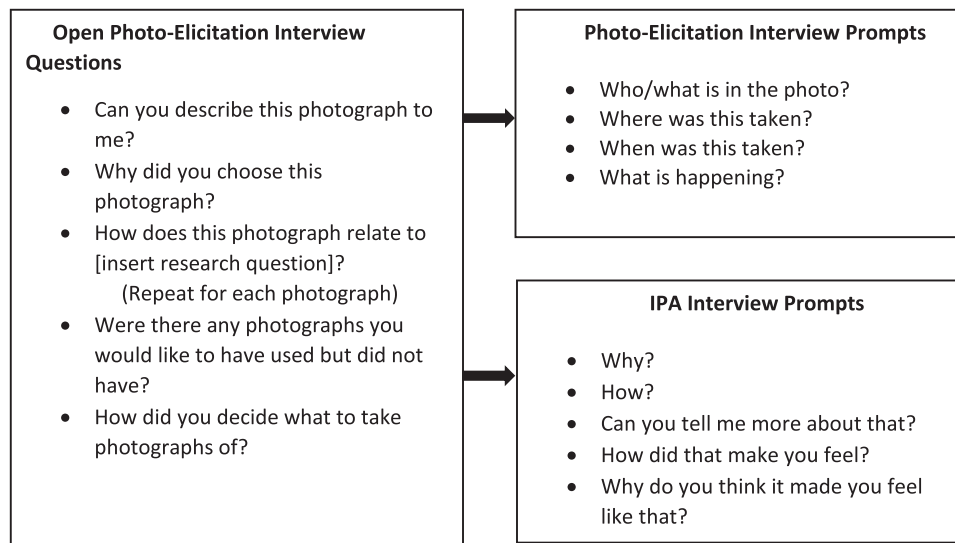 Open Photo-Elicitation Interview
Questions
• Can you describe this photograph to
me?
• Why did you choose this
photograph?
• How does this photograph relate to
[insert research question]?
(Repeat for each photograph)
• Were there any photographs you
would like to have used but did not
have?
• How did you decide what to take
photographs of?
Photo-Elicitation Interview Prompts
• Who/what is in the photo?
• Where was this taken?
• When was this taken?
• What is happening?
IPA Interview Prompts
• Why?
• How?
• Can you tell me more about that?
• How did that make you feel?
• Why do you think it made you feel
like that?